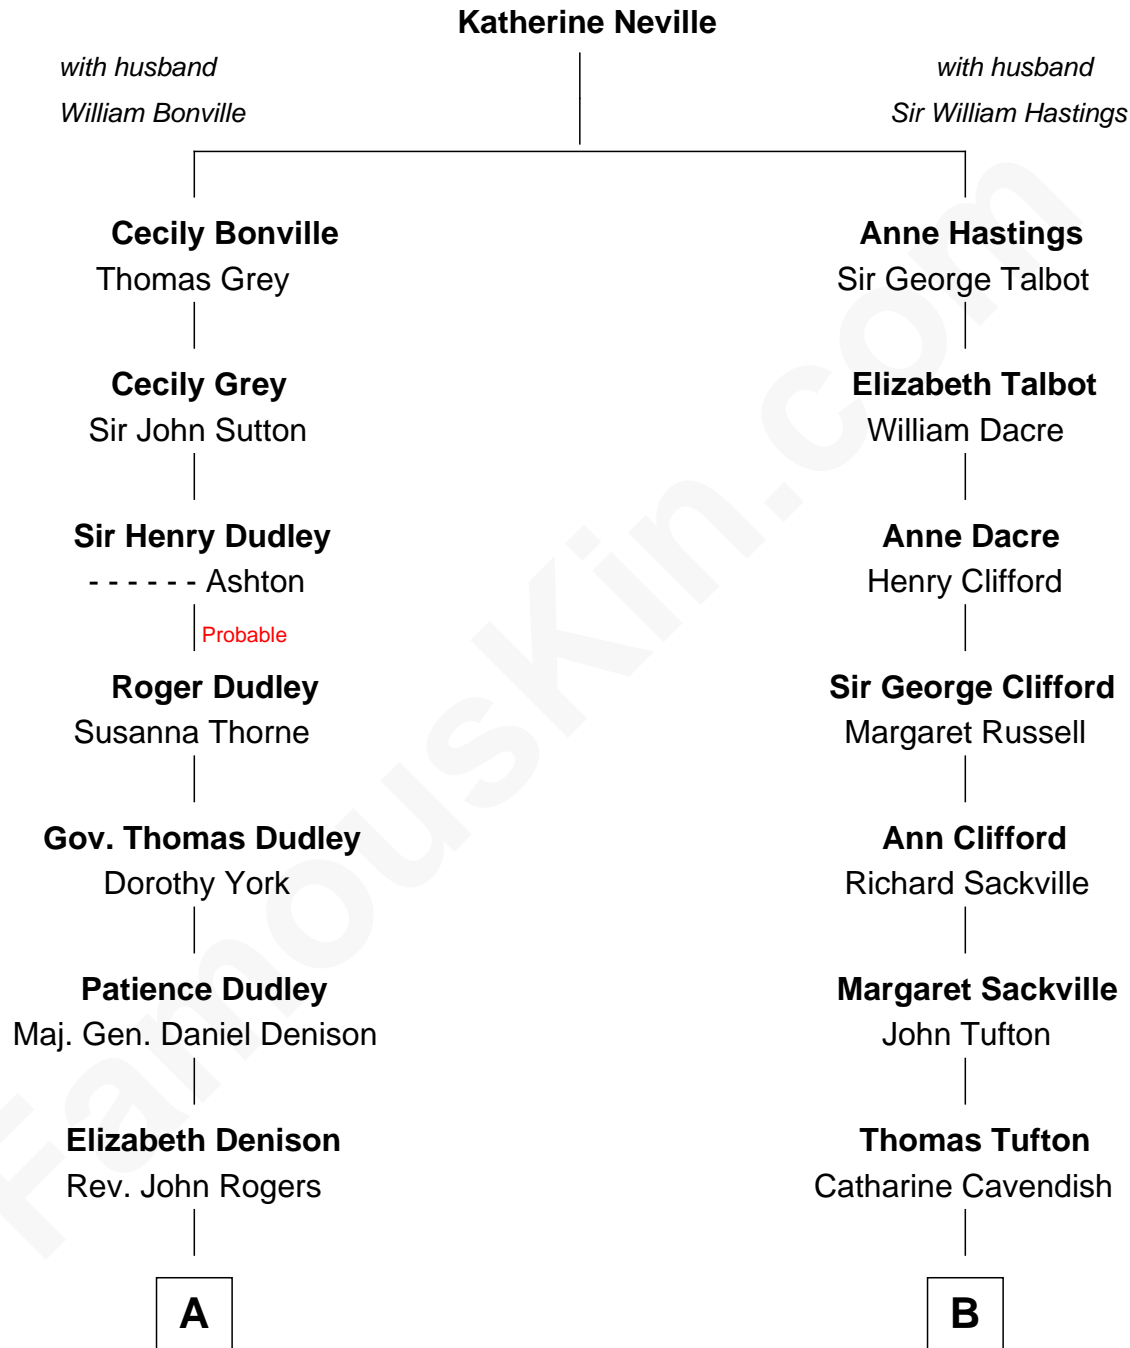 Katherine Neville
with husband
William Bonville
with husband
Sir William Hastings
Cecily Bonville
Thomas Grey
Anne Hastings
Sir George Talbot
Cecily Grey
Sir John Sutton
Elizabeth Talbot
William Dacre
Sir Henry Dudley
- - - - - - Ashton
Probable
Anne Dacre
Henry Clifford
Roger Dudley
Susanna Thorne
Sir George Clifford
Margaret Russell
Gov. Thomas Dudley
Dorothy York
Ann Clifford
Richard Sackville
Patience Dudley
Maj. Gen. Daniel Denison
Margaret Sackville
John Tufton
Elizabeth Denison
Rev. John Rogers
Thomas Tufton
Catharine Cavendish
A
B
FamousKin.com